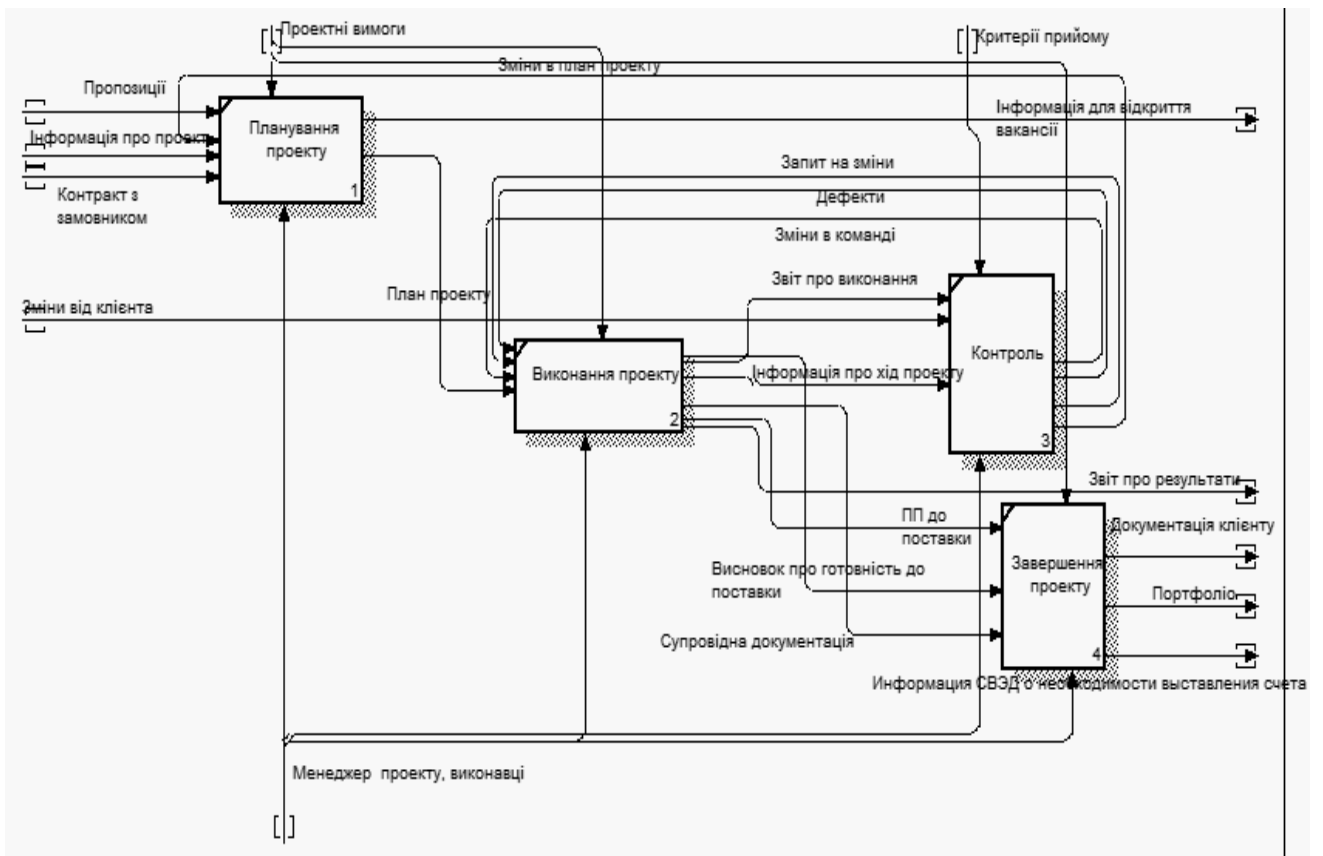 Проектні вимоги
Критерії прийому
Зміни в план проекту
Пропозиції
Інформація для відкриття
вакансії
Планування
проекту
1
Інформація про проект
Запит на зміни
Контракт з
замовником
Дефекти
Зміни в команді
Звіт про виконання
План проекту
Зміни від клієнта
Контроль
3
Виконання проекту
2
Інформація про хід проекту
Звіт про результати
ПП до
поставки
Документація клієнту
Завершення
проекту
4
Висновок про готовність до
поставки
Портфоліо
Супровідна документація
Информация СВЭД о необходимости выставления счета
Менеджер проекту, виконавці